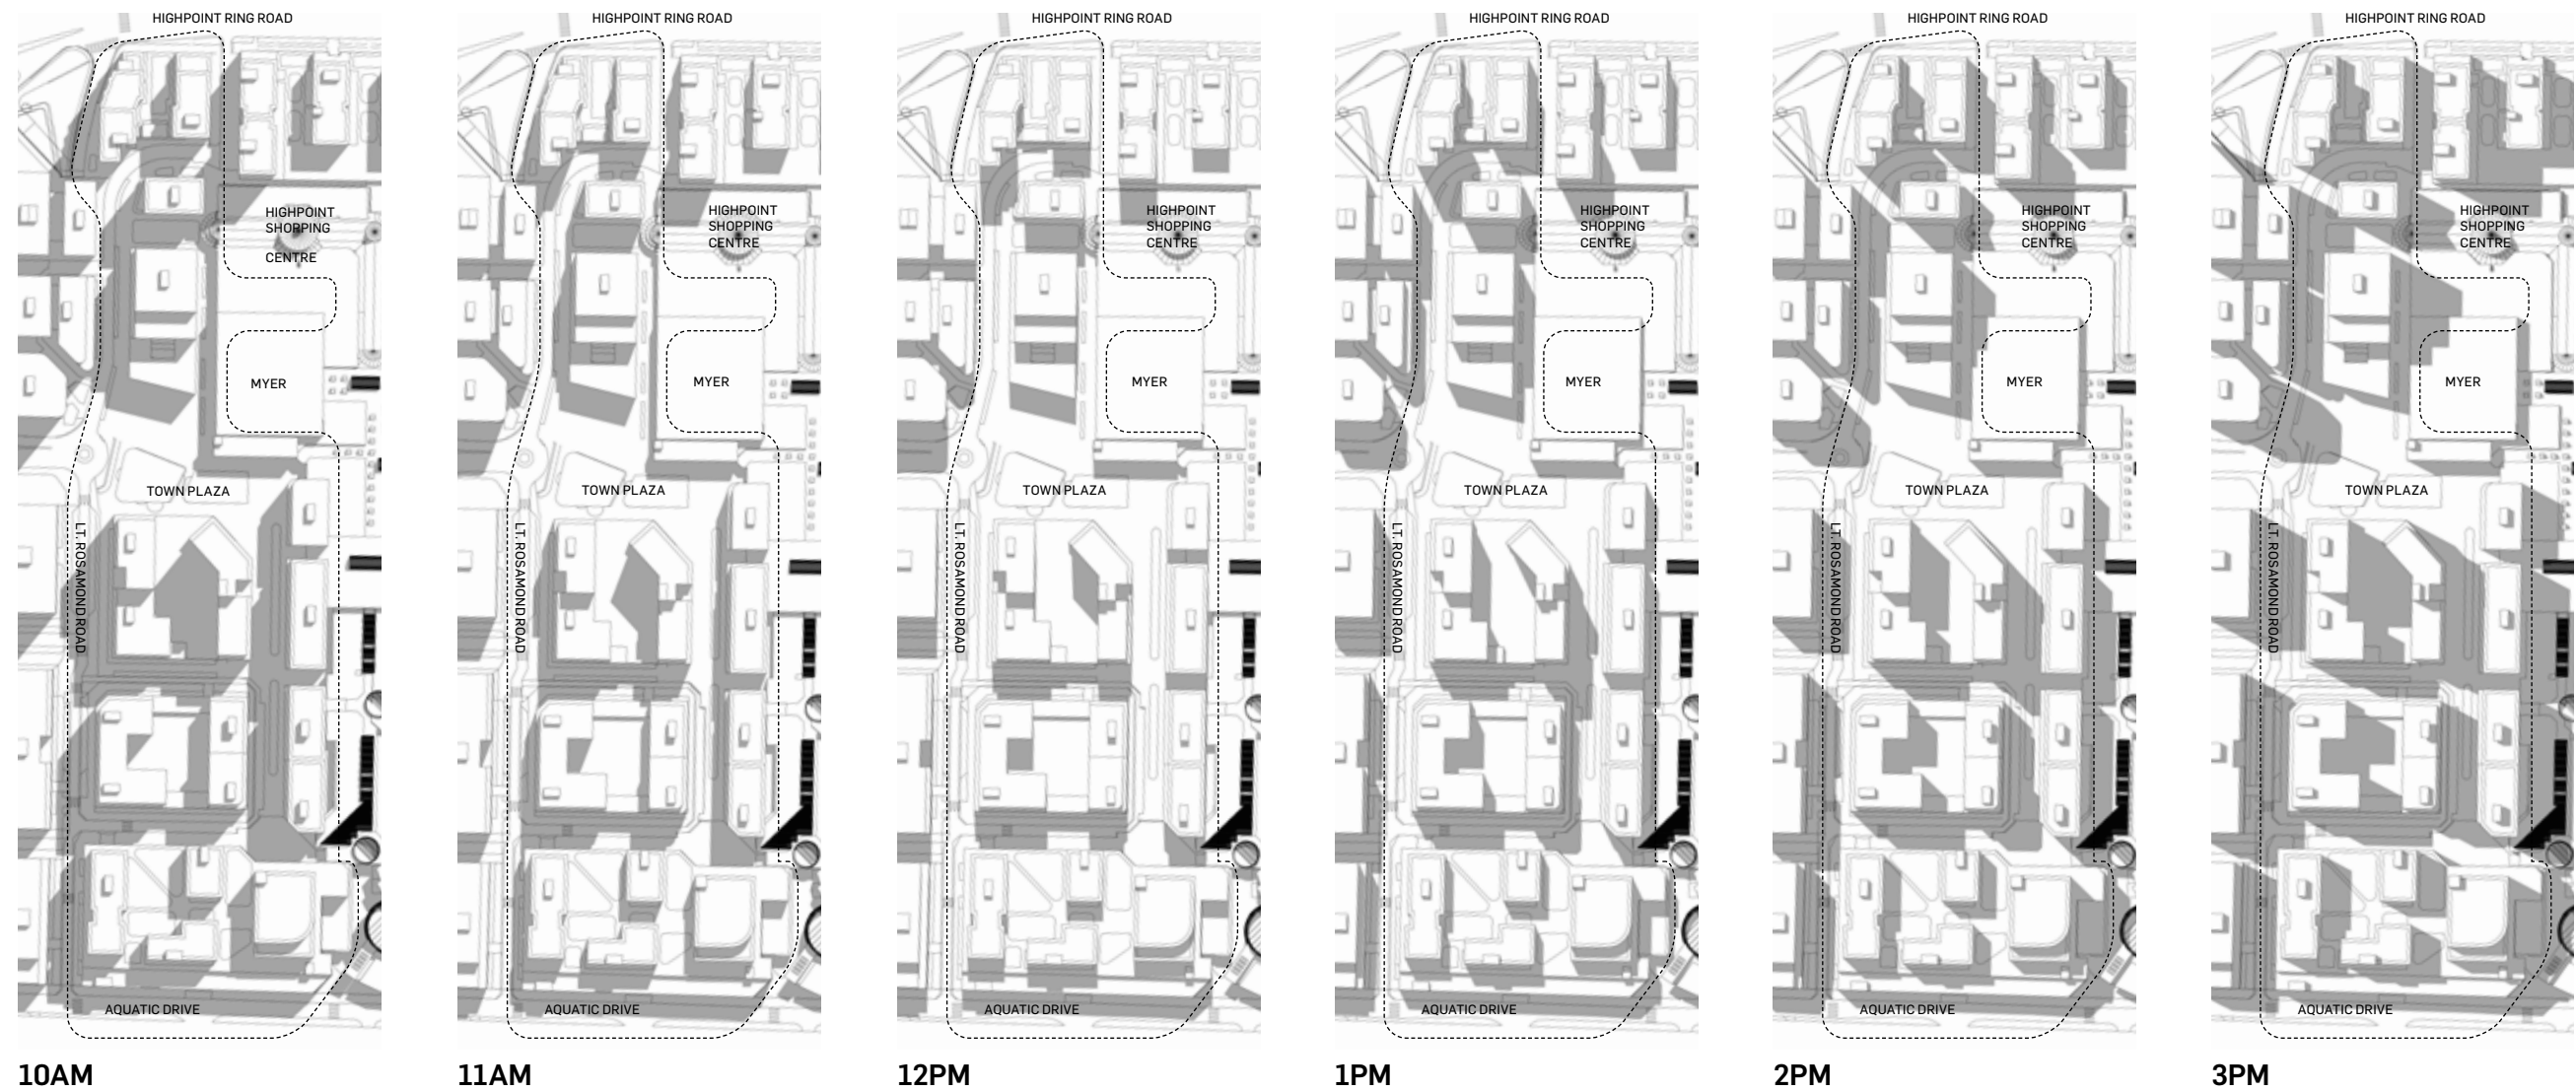 HIGHPOINT RING ROAD
HIGHPOINT
SHOPPING
CENTRE
MYER
TOWN PLAZA
LT. ROSAMOND ROAD
AQUATIC DRIVE
10AM
HIGHPOINT RING ROAD
HIGHPOINT
SHOPPING
CENTRE
MYER
TOWN PLAZA
LT. ROSAMOND ROAD
AQUATIC DRIVE
11AM
HIGHPOINT RING ROAD
HIGHPOINT
SHOPPING
CENTRE
MYER
TOWN PLAZA
LT. ROSAMOND ROAD
AQUATIC DRIVE
12PM
HIGHPOINT RING ROAD
HIGHPOINT
SHOPPING
CENTRE
MYER
TOWN PLAZA
LT. ROSAMOND ROAD
AQUATIC DRIVE
1PM
HIGHPOINT RING ROAD
HIGHPOINT
SHOPPING
CENTRE
MYER
TOWN PLAZA
LT. ROSAMOND ROAD
AQUATIC DRIVE
2PM
HIGHPOINT RING ROAD
HIGHPOINT
SHOPPING
CENTRE
MYER
TOWN PLAZA
LT. ROSAMOND ROAD
AQUATIC DRIVE
3PM